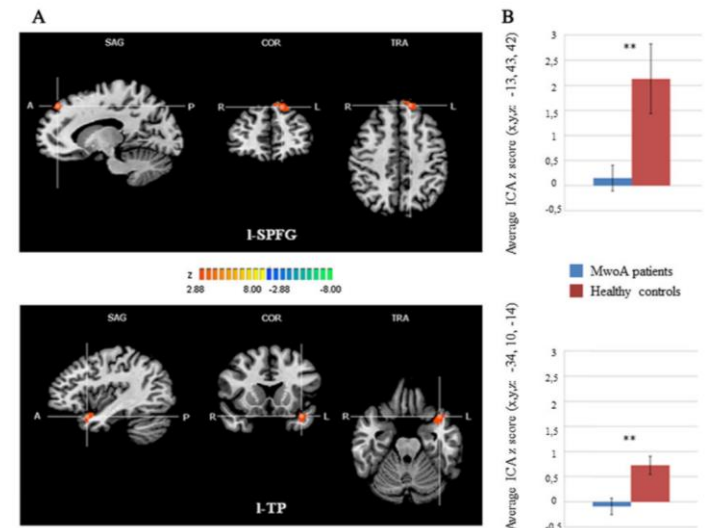 A
B
SAG
COR
TRA
A
P
R
L
R
L
l-SPFG
z
2.88
8.00
-2.88
-8.00
SAG
COR
TRA
A
P
R
L
R
L
l-TP
Average ICA z score (x,y,z: -13, 43, 42)
3
2,5
2
1,5
1
0,5
0
-0,5
**
MwoA patients
Healthy controls
Average ICA z score (x,y,z: -34, 10, -14)
3
2,5
2
1,5
1
0,5
0
-0,5
**